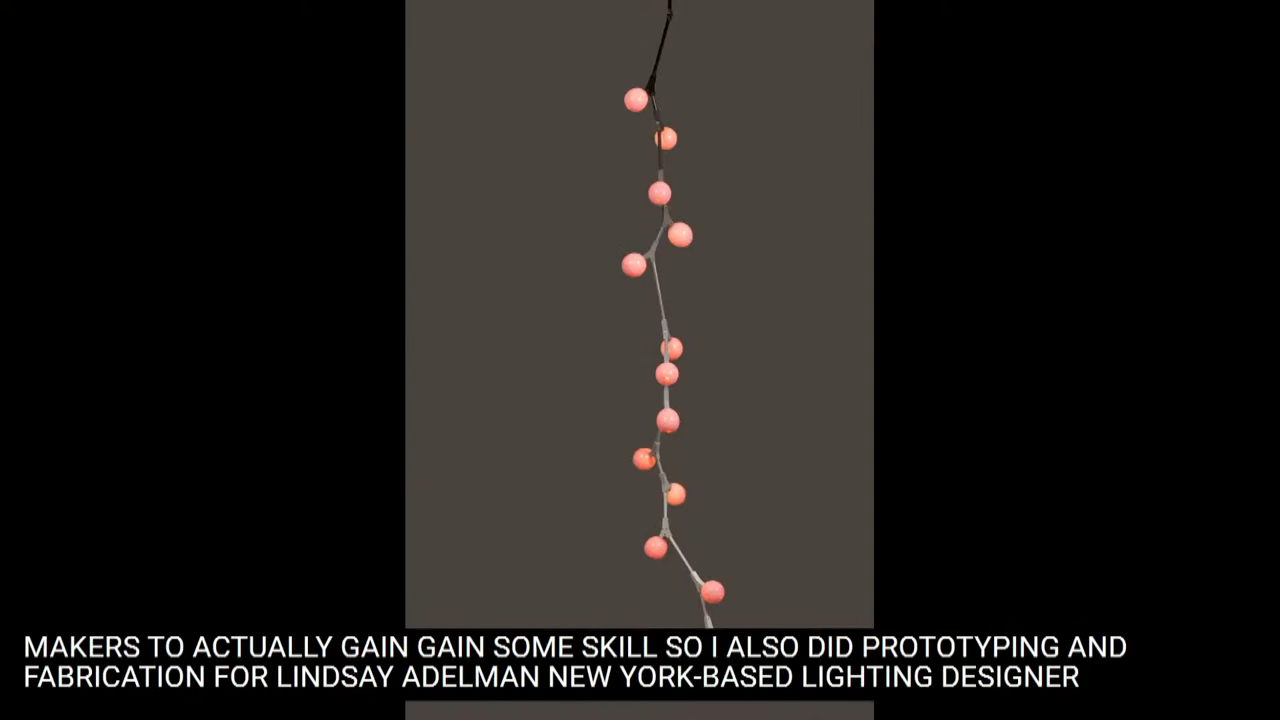 MAKERS TO ACTUALLY GAIN GAIN SOME SKILL SO I ALSO DID PROTOTYPING AND
FABRICATION FOR LINDSAY ADELMAN NEW YORK-BASED LIGHTING DESIGNER